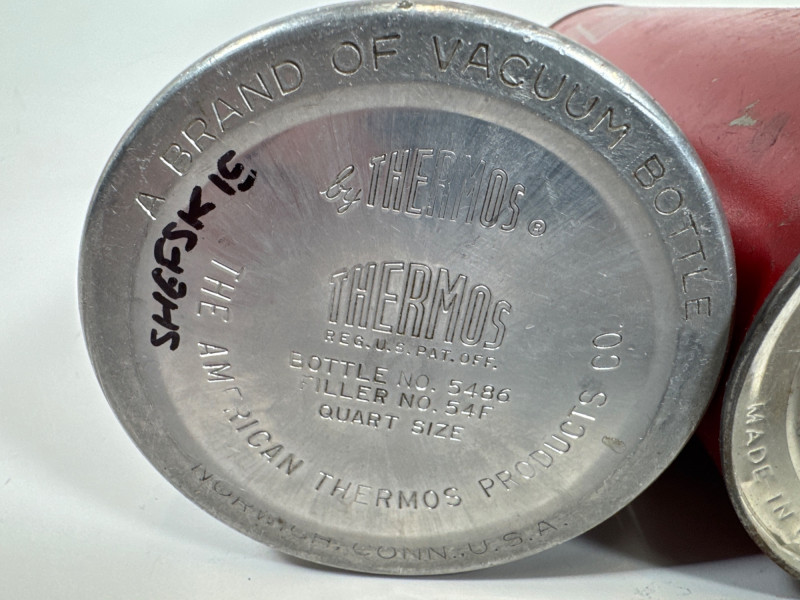 A BRAND OF VACUUM BOTTLE
by THERMOS®
THERMOS
REG. U.S. PAT. OFF.
BOTTLE NO. 5486
FILLER NO. 54F
QUART SIZE
THE AMERICAN THERMOS PRODUCTS CO.
NORWICH, CONN., U.S.A.
MADE IN